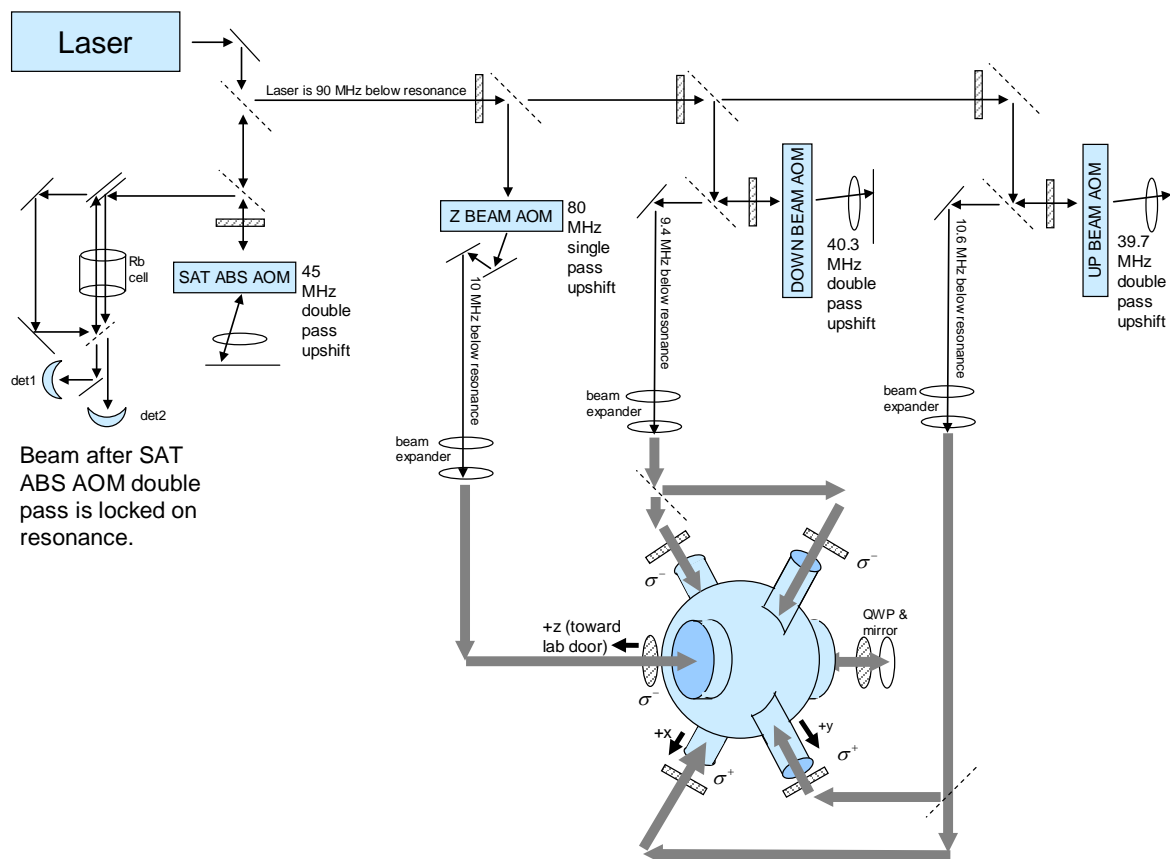 Laser
Laser is 90 MHz below resonance
Z BEAM AOM
80
MHz
single
pass
upshift
DOWN BEAM AOM
40.3
MHz
double
pass
upshift
UP BEAM AOM
39.7
MHz
double
pass
upshift
Rb
cell
SAT ABS AOM
45
MHz
double
pass
upshift
10 MHz below resonance
9.4 MHz below resonance
10.6 MHz below resonance
det1
det2
beam
expander
beam
expander
beam
expander
Beam after SAT
ABS AOM double
pass is locked on
resonance.
σ⁻
σ⁻
+z (toward
lab door)
QWP &
mirror
σ⁻
+x
+y
σ⁺
σ⁺